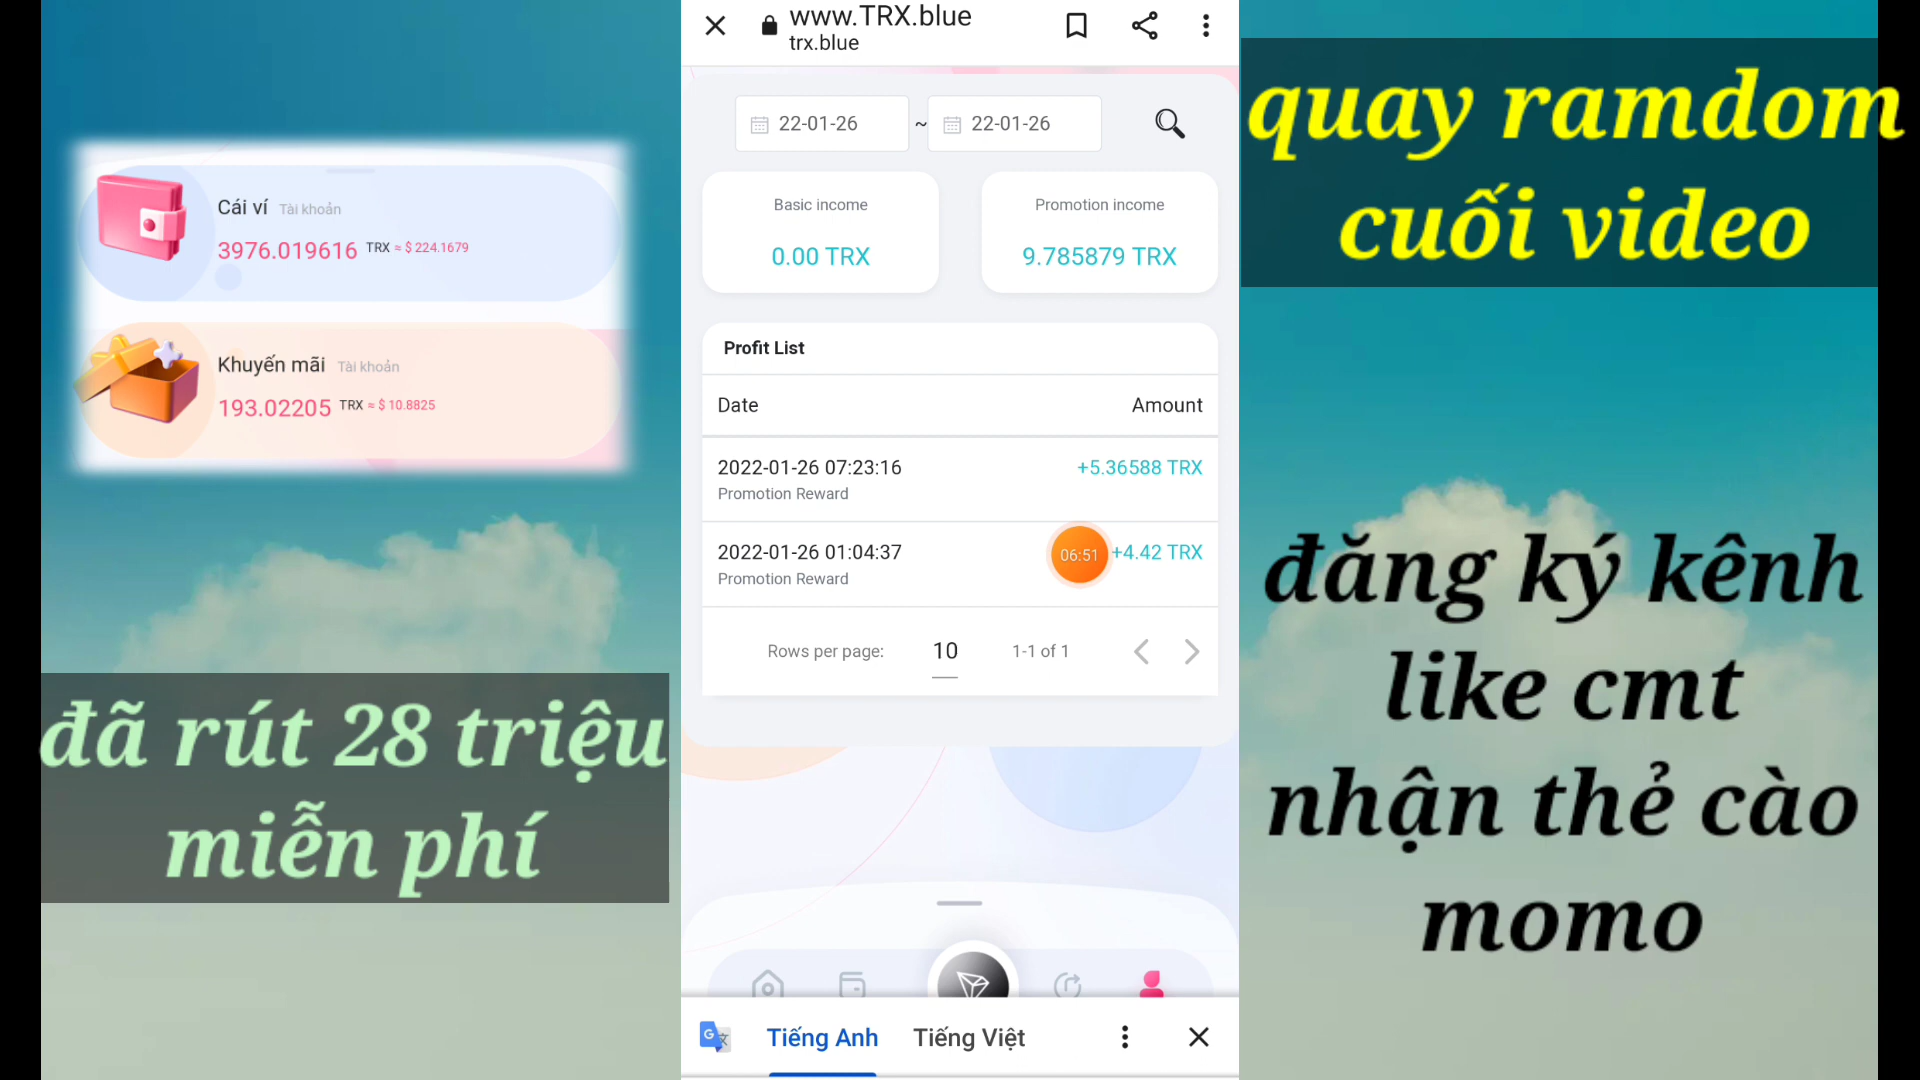 www.TRX.blue
trx.blue
quay ramdom
cuối video
22-01-26 ~ 22-01-26
Basic income
0.00 TRX
Promotion income
9.785879 TRX
Cái ví Tài khoản
3976.019616 TRX ≈ $ 224.1679
Khuyến mãi Tài khoản
193.02205 TRX ≈ $ 10.8825
Profit List
Date Amount
2022-01-26 07:23:16 +5.36588 TRX
Promotion Reward
2022-01-26 01:04:37 06:51 +4.42 TRX
Promotion Reward
Rows per page: 10 1-1 of 1
đã rút 28 triệu
miễn phí
đăng ký kênh
like cmt
nhận thẻ cào
momo
G 文 Tiếng Anh Tiếng Việt